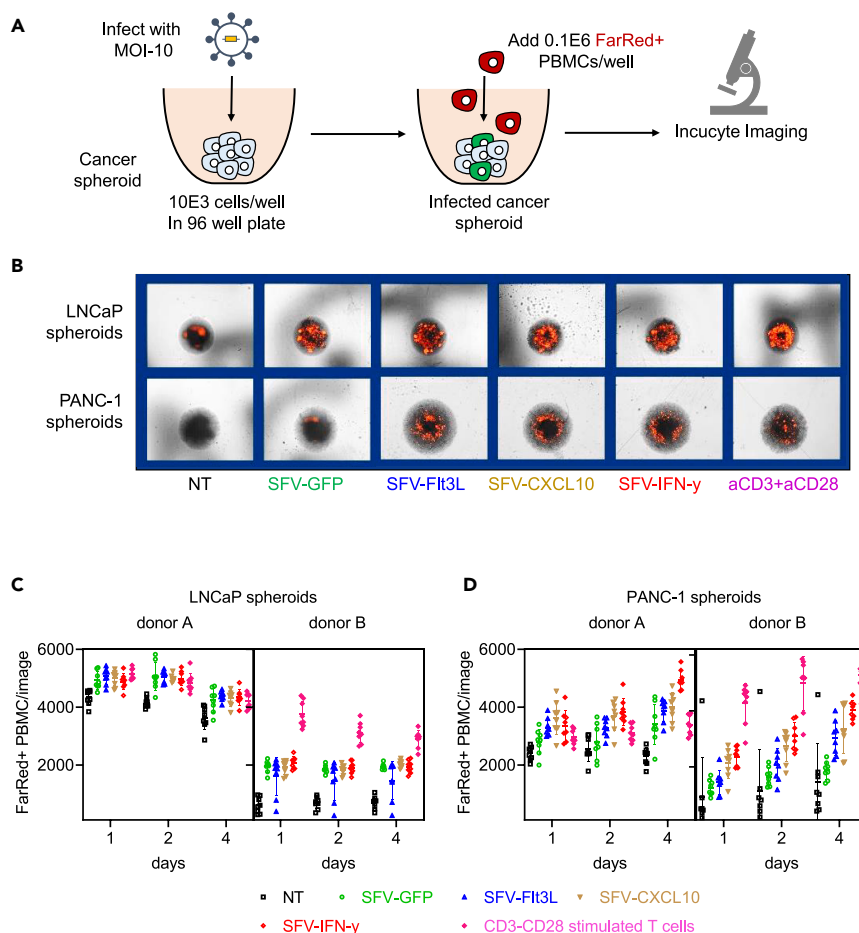 A
Infect with
MOI-10
Add 0.1E6 FarRed+
PBMCs/well
Incucyte Imaging
Cancer
spheroid
10E3 cells/well
In 96 well plate
Infected cancer
spheroid
B
LNCaP
spheroids
PANC-1
spheroids
NT
SFV-GFP
SFV-Flt3L
SFV-CXCL10
SFV-IFN-y
aCD3+aCD28
C
LNCaP spheroids
donor A
donor B
FarRed+ PBMC/image
6000
4000
2000
1
2
4
1
2
4
days
days
D
PANC-1 spheroids
donor A
donor B
FarRed+ PBMC/image
6000
4000
2000
1
2
4
1
2
4
days
days
NT
SFV-GFP
SFV-Flt3L
SFV-CXCL10
SFV-IFN-y
CD3-CD28 stimulated T cells